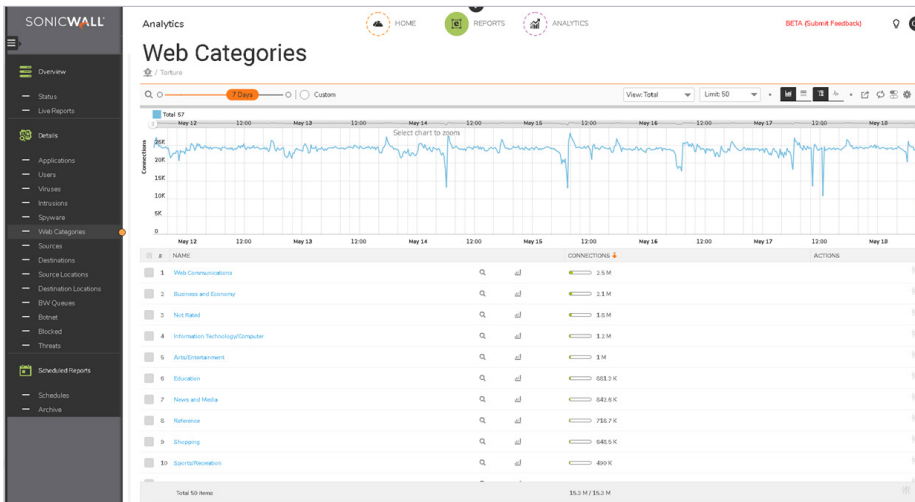 SONICWALL
Analytics
HOME
REPORTS
ANALYTICS
BETA (Submit Feedback)
Web Categories
/ Torture
7 Days
Custom
View: Total
Limit: 50
Overview
Status
Live Reports
Details
Applications
Users
Viruses
Intrusions
Spyware
Web Categories
Sources
Destinations
Source Locations
Destination Locations
BW Queues
Botnet
Blocked
Threats
Scheduled Reports
Schedules
Archive
Total 57
May 12 12:00 May 13 12:00 May 14 12:00 May 15 12:00 May 16 12:00 May 17 12:00 May 18
Select chart to zoom
Connections
25K
20K
15K
10K
5K
0
May 12 12:00 May 13 12:00 May 14 12:00 May 15 12:00 May 16 12:00 May 17 12:00 May 18
# NAME CONNECTIONS ACTIONS
1 Web Communications 2.5 M
2 Business and Economy 2.1 M
3 Not Rated 1.8 M
4 Information Technology/Computer 1.2 M
5 Arts/Entertainment 1 M
6 Education
7 News and Media
8 Reference 718.7 K
9 Shopping 648.5 K
10 Sports/Recreation 490 K
Total 50 items 15.3 M / 15.3 M